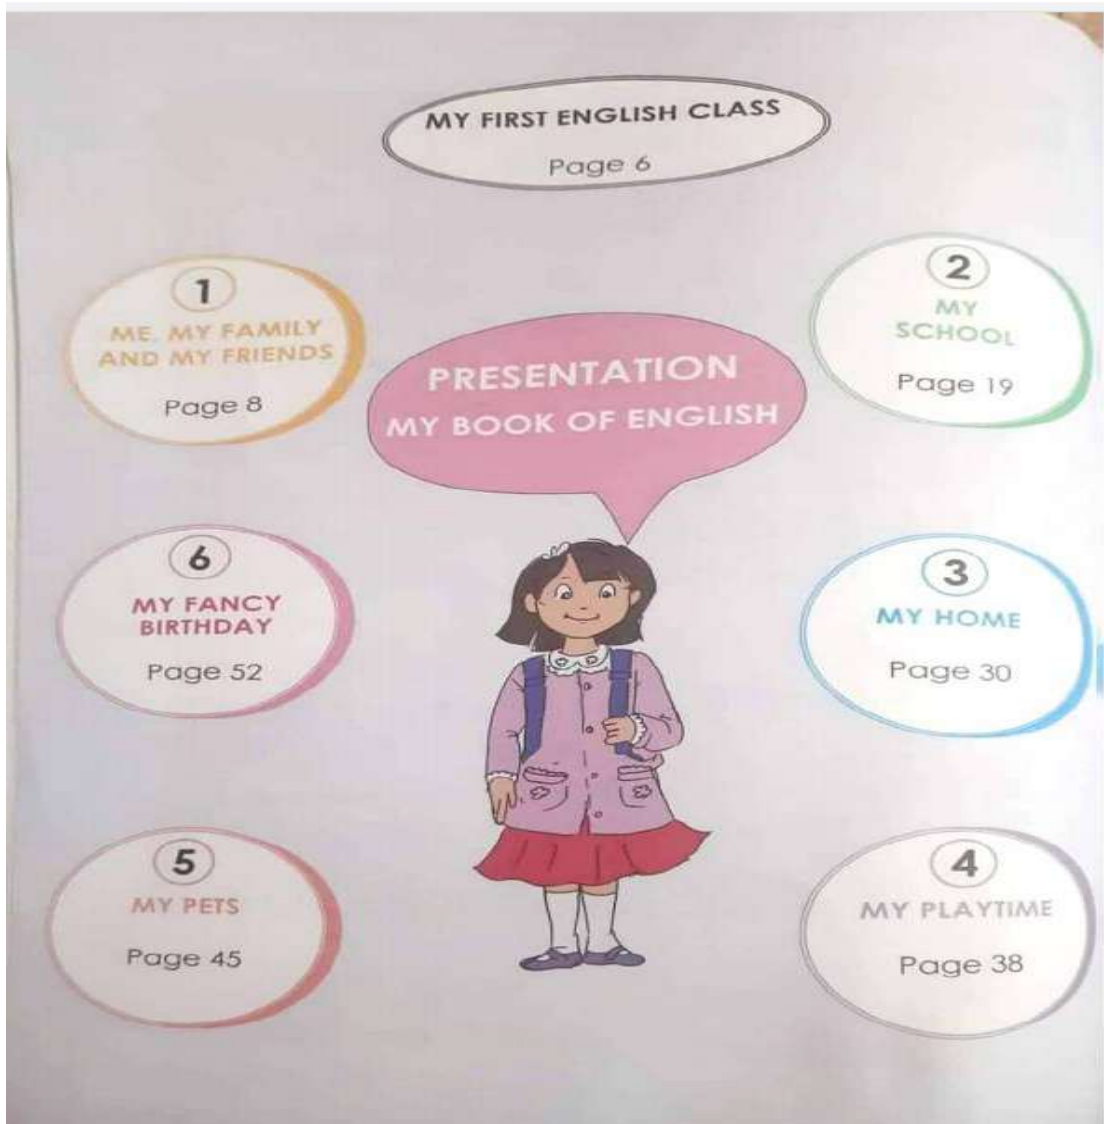 MY FIRST ENGLISH CLASS
Page 6
1
ME, MY FAMILY
AND MY FRIENDS
Page 8
2
MY
SCHOOL
Page 19
PRESENTATION
MY BOOK OF ENGLISH
6
MY FANCY
BIRTHDAY
Page 52
3
MY HOME
Page 30
5
MY PETS
Page 45
4
MY PLAYTIME
Page 38